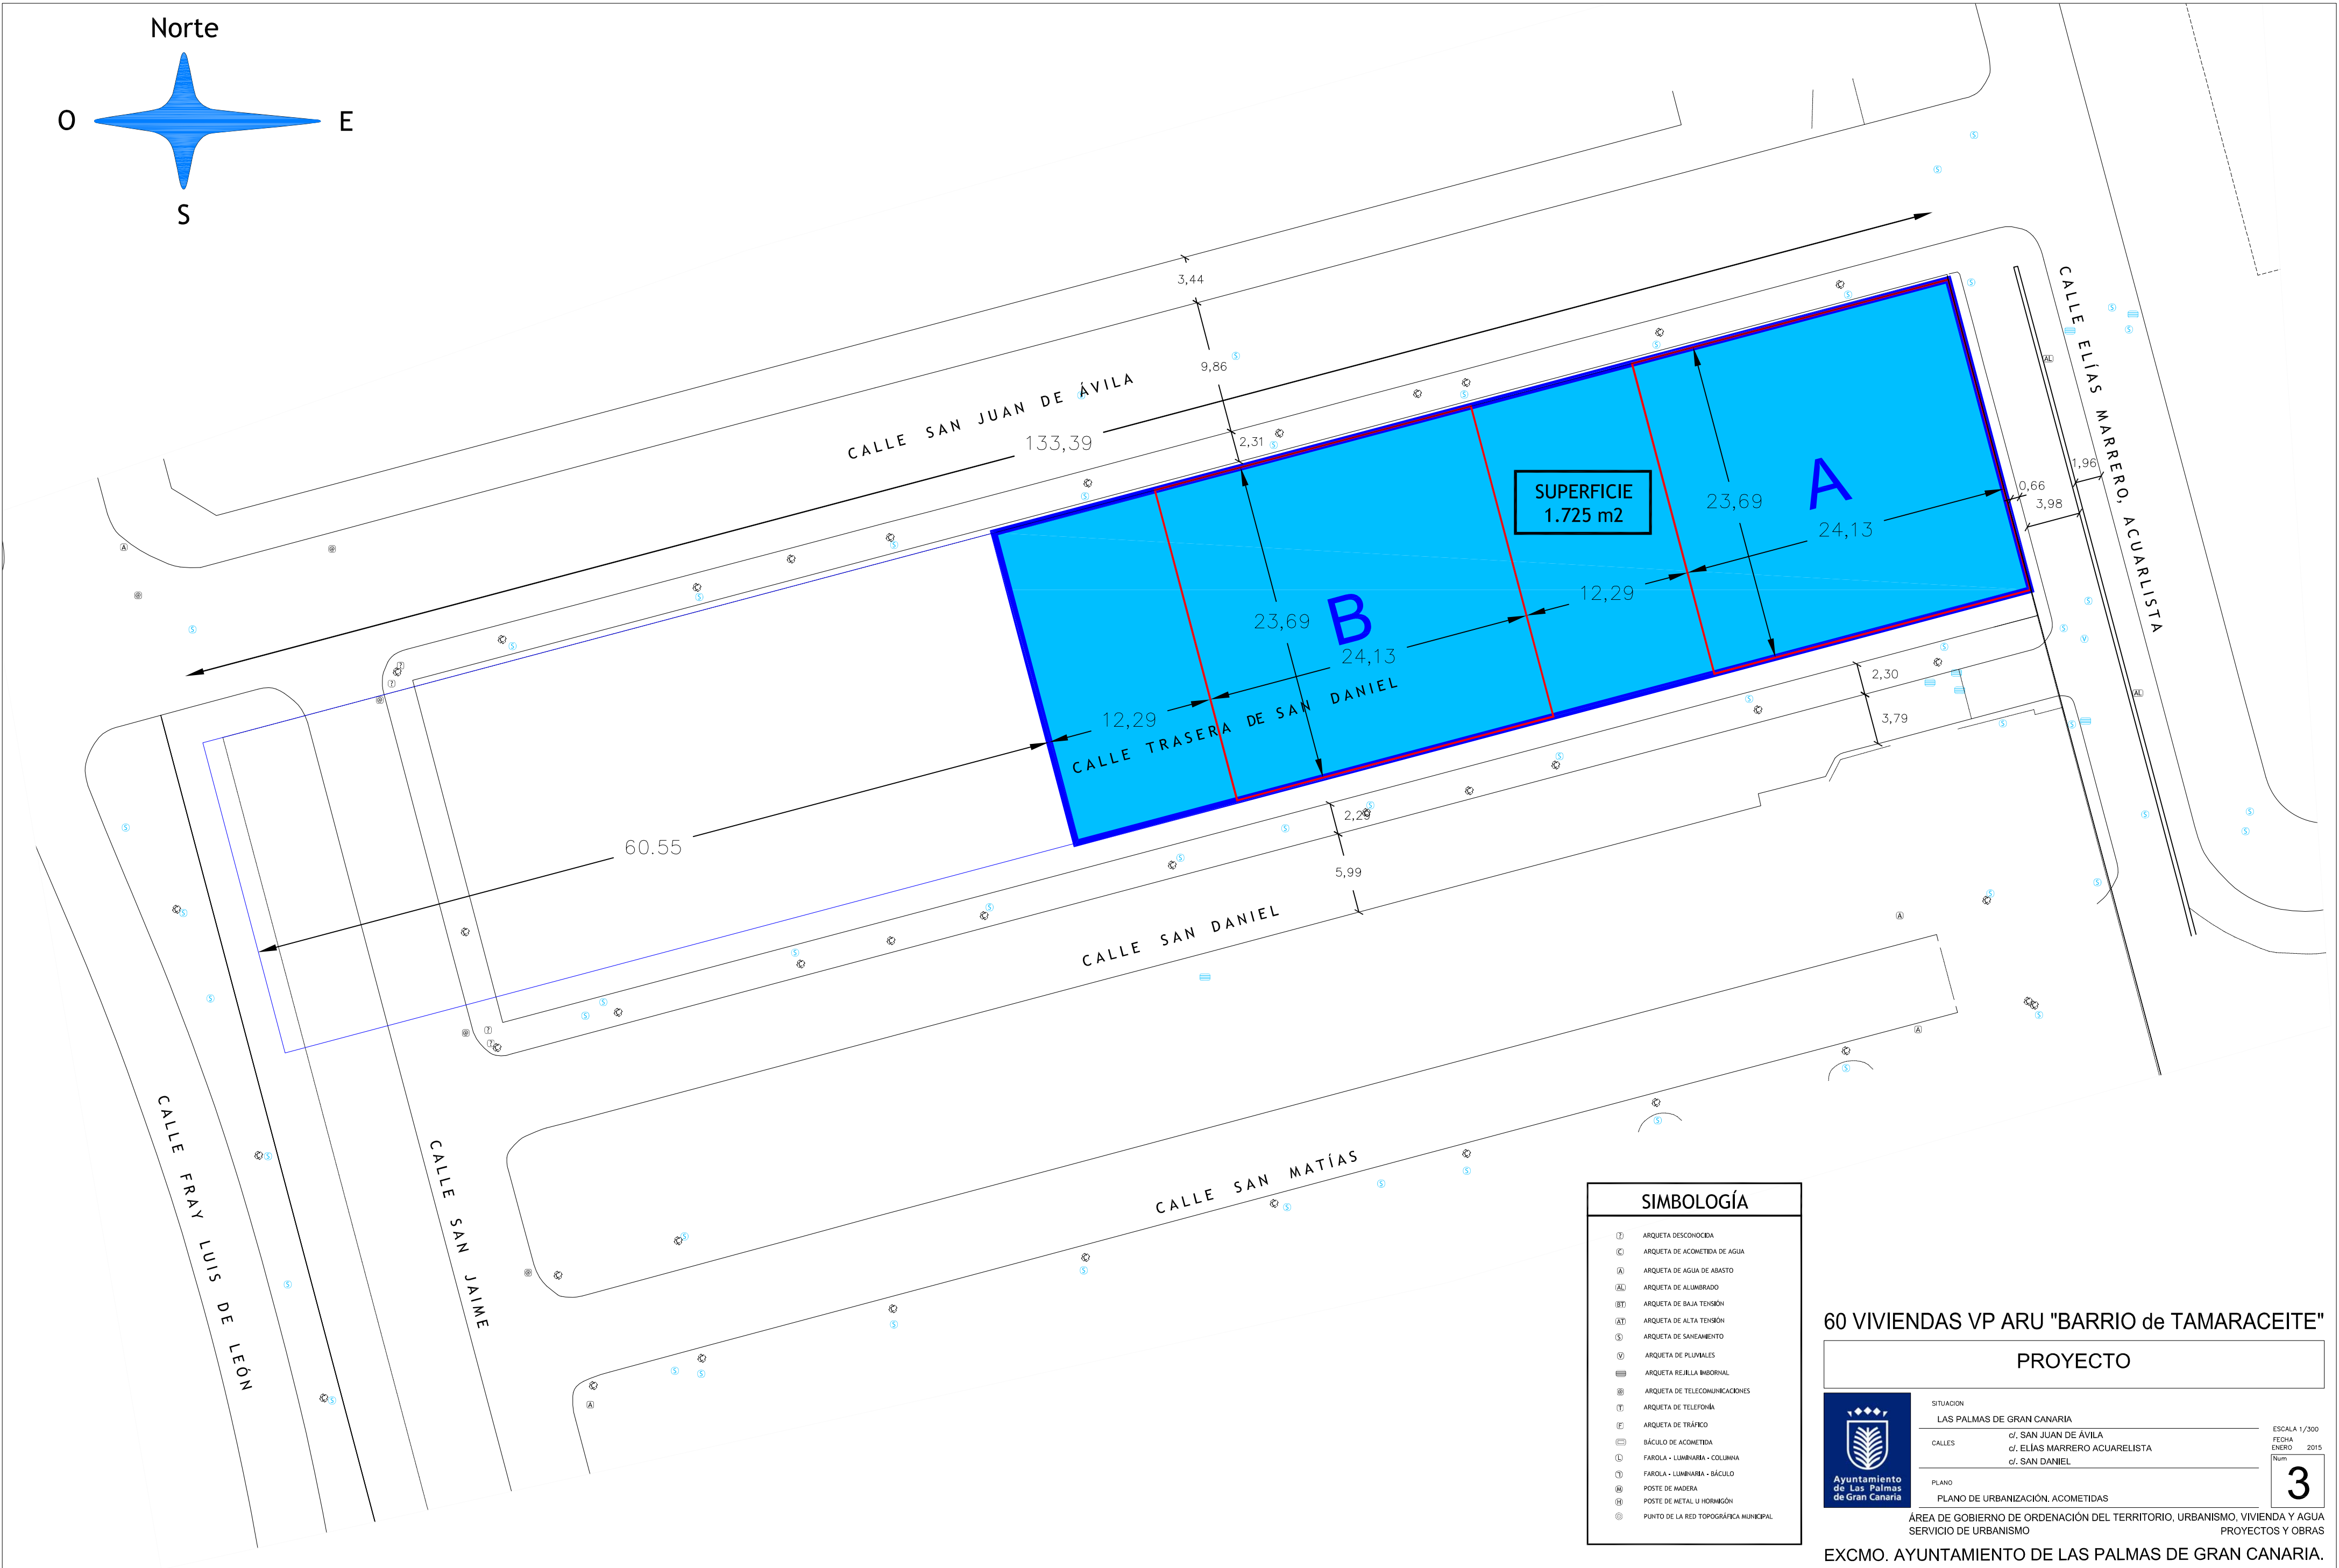 Norte
O
E
S
3,44
9,86
CALLE SAN JUAN DE ÁVILA
133,39
2,31
CALLE ELÍAS MARRERO, ACUARLISTA
SUPERFICIE
1.725 m2
A
23,69
24,13
1,96
0,66
3,98
AL
12,29
B
23,69
24,13
12,29
CALLE TRASERA DE SAN DANIEL
2,30
3,79
AL
60.55
2,29
5,99
CALLE SAN DANIEL
CALLE SAN MATÍAS
CALLE FRAY LUIS DE LEÓN
CALLE SAN JAIME
SIMBOLOGÍA
? ARQUETA DESCONOCIDA
C ARQUETA DE ACOMETIDA DE AGUA
A ARQUETA DE AGUA DE ABASTO
AL ARQUETA DE ALUMBRADO
BT ARQUETA DE BAJA TENSIÓN
AT ARQUETA DE ALTA TENSIÓN
S ARQUETA DE SANEAMIENTO
V ARQUETA DE PLUVIALES
ARQUETA REJILLA IMBORNAL
ARQUETA DE TELECOMUNICACIONES
T ARQUETA DE TELEFONÍA
F ARQUETA DE TRÁFICO
BÁCULO DE ACOMETIDA
L FAROLA - LUMINARIA - COLUMNA
FAROLA - LUMINARIA - BÁCULO
M POSTE DE MADERA
H POSTE DE METAL U HORMIGÓN
PUNTO DE LA RED TOPOGRÁFICA MUNICIPAL
60 VIVIENDAS VP ARU "BARRIO de TAMARACEITE"
PROYECTO
Ayuntamiento
de Las Palmas
de Gran Canaria
SITUACION
LAS PALMAS DE GRAN CANARIA
CALLES
c/. SAN JUAN DE ÁVILA
c/. ELÍAS MARRERO ACUARELISTA
c/. SAN DANIEL
PLANO
PLANO DE URBANIZACIÓN. ACOMETIDAS
ESCALA 1/300
FECHA
ENERO 2015
Num
3
ÁREA DE GOBIERNO DE ORDENACIÓN DEL TERRITORIO, URBANISMO, VIVIENDA Y AGUA
SERVICIO DE URBANISMO PROYECTOS Y OBRAS
EXCMO. AYUNTAMIENTO DE LAS PALMAS DE GRAN CANARIA.